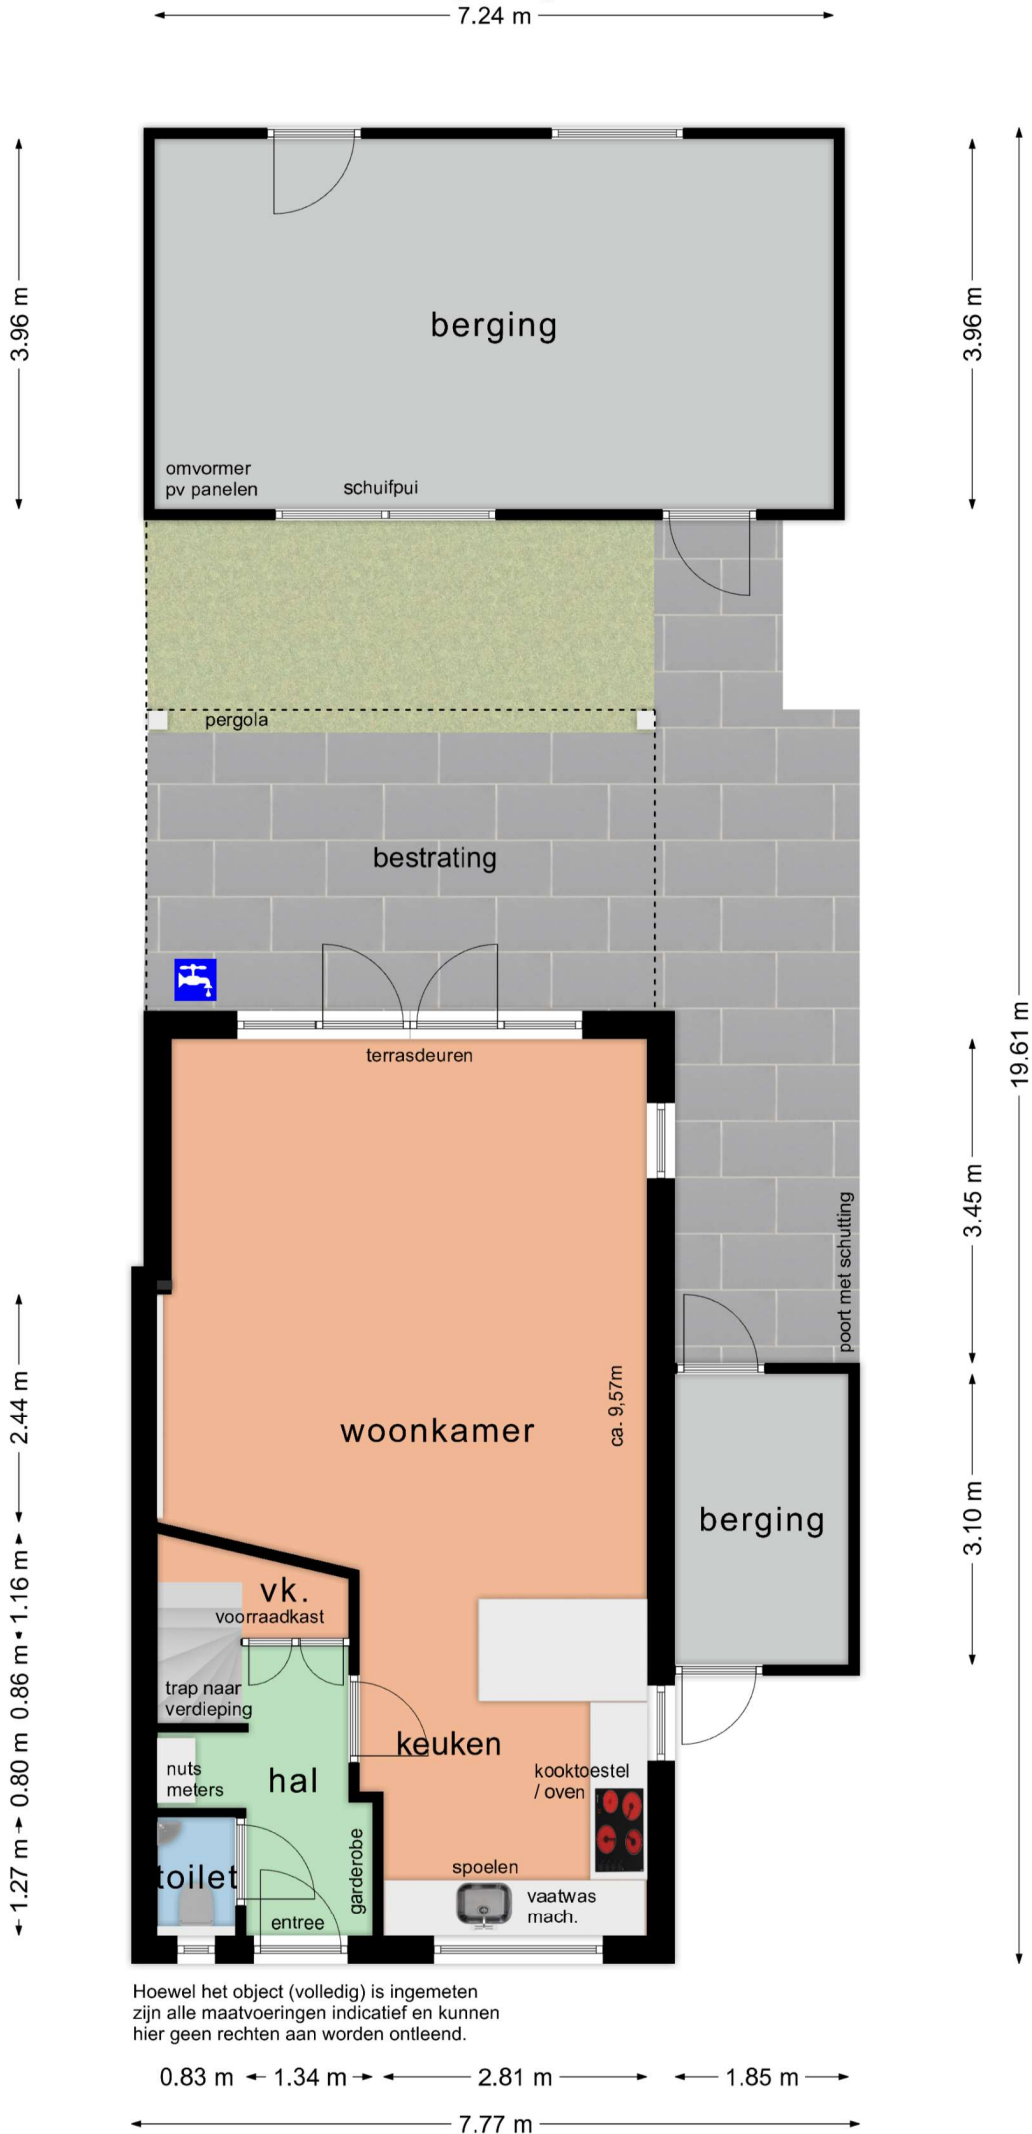 7.24 m
3.96 m
3.96 m
berging
omvormer
pv panelen
schuifpui
pergola
bestrating
terrasdeuren
19.61 m
3.45 m
poort met schutting
2.44 m
ca. 9,57m
woonkamer
berging
3.10 m
1.16 m
vk.
voorraadkast
0.86 m
trap naar
verdieping
keuken
0.80 m
nuts
meters
hal
kooktoestel
/ oven
1.27 m
toilet
garderobe
spoelen
vaatwas
mach.
entree
Hoewel het object (volledig) is ingemeten
zijn alle maatvoeringen indicatief en kunnen
hier geen rechten aan worden ontleend.
0.83 m
1.34 m
2.81 m
1.85 m
7.77 m